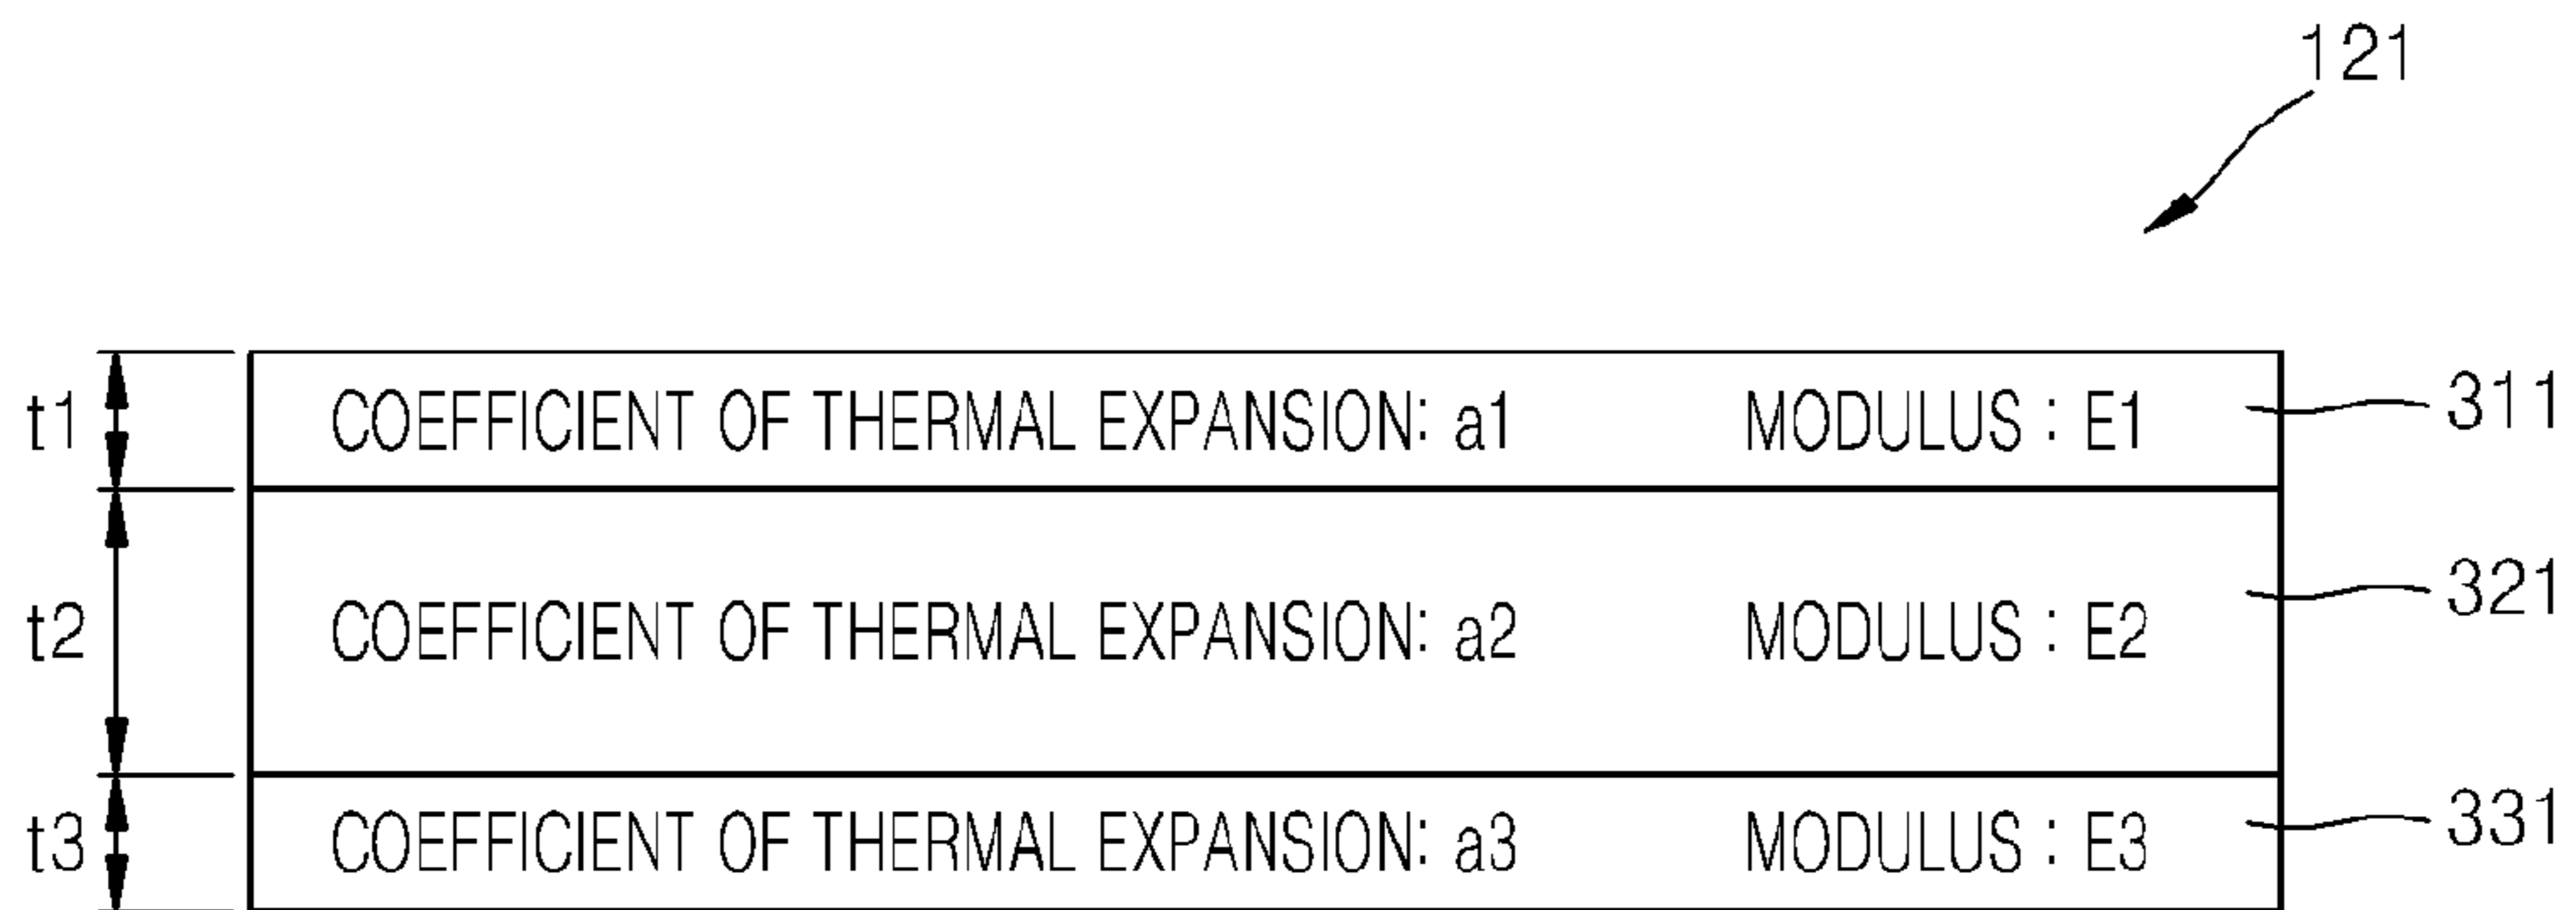 121
t1 COEFFICIENT OF THERMAL EXPANSION: a1 MODULUS : E1 311
t2 COEFFICIENT OF THERMAL EXPANSION: a2 MODULUS : E2 321
t3 COEFFICIENT OF THERMAL EXPANSION: a3 MODULUS : E3 331